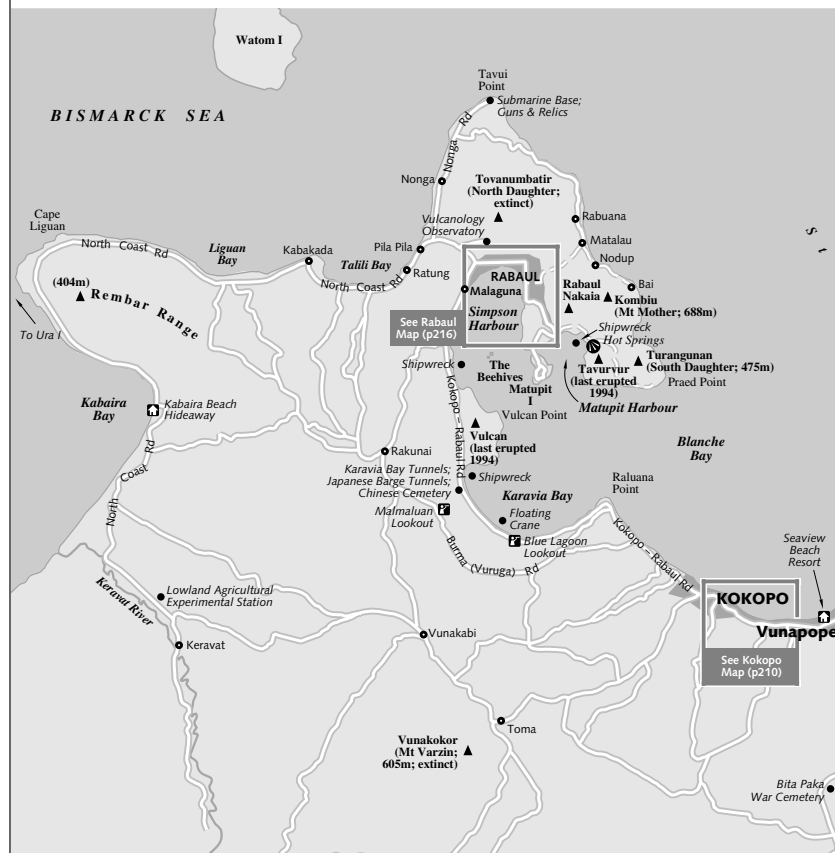 Watom I
BISMARCK SEA
Tavui
Point
Submarine Base;
Guns & Relics
Nonga Rd
Nonga
Tovanumbatir
(North Daughter;
extinct)
Vulcanology
Observatory
Rabuana
Cape
Liguan
North Coast Rd
Liguan
Bay
Kabakada
Talili Bay
Pila Pila
Ratung
North Coast Rd
Matalau
Nodup
Bai
St
RABAUL
Malaguna
Simpson
Harbour
See Rabaul
Map (p216)
Rabaul
Nakaia
Kombiu
(Mt Mother; 688m)
Shipwreck
Hot Springs
Turangunan
(South Daughter; 475m)
Tavurvur
(last erupted
1994)
Praed Point
Matupit Harbour
(404m)
Rembar Range
To Ura I
Shipwreck
The
Beehives
Matupit
I
Vulcan Point
Kabaira
Bay
Kabaira Beach
Hideaway
Kokopo – Rabaul Rd
Vulcan
(last erupted
1994)
Blanche
Bay
North Coast Rd
Rakunai
Karavia Bay Tunnels;
Japanese Barge Tunnels;
Chinese Cemetery
Shipwreck
Karavia Bay
Raluana
Point
Malmaluan
Lookout
Floating
Crane
Blue Lagoon
Lookout
Burma (Vuruga) Rd
Kokopo – Rabaul Rd
Seaview
Beach
Resort
Keravat River
Lowland Agricultural
Experimental Station
KOKOPO
Vunapope
See Kokopo
Map (p210)
Keravat
Vunakabi
Toma
Vunakokor
(Mt Varzin;
605m; extinct)
Bita Paka
War Cemetery